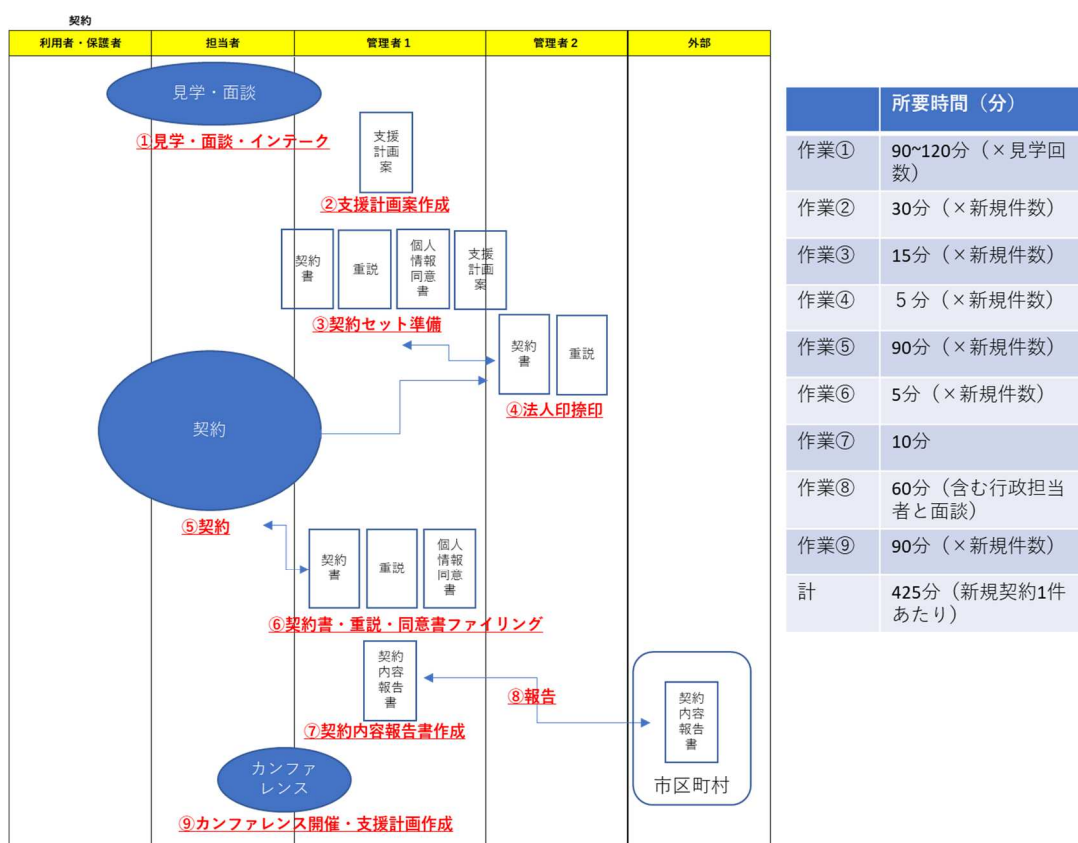 契約
利用者・保護者
担当者
管理者１
管理者２
外部
見学・面談
①見学・面談・インテーク
支援
計画
案
②支援計画案作成
契約
書
重説
個人
情報
同意
書
支援
計画
案
③契約セット準備
契約
書
重説
④法人印捺印
契約
⑤契約
契約
書
重説
個人
情報
同意
書
⑥契約書・重説・同意書ファイリング
契約
内容
報告
書
⑦契約内容報告書作成
⑧報告
契約
内容
報告
書
市区町村
カンファ
レンス
⑨カンファレンス開催・支援計画作成
所要時間（分）
作業①
90~120分（×見学回
数）
作業②
30分（×新規件数）
作業③
15分（×新規件数）
作業④
５分（×新規件数）
作業⑤
90分（×新規件数）
作業⑥
5分（×新規件数）
作業⑦
10分
作業⑧
60分（含む行政担当
者と面談）
作業⑨
90分（×新規件数）
計
425分（新規契約1件
あたり）